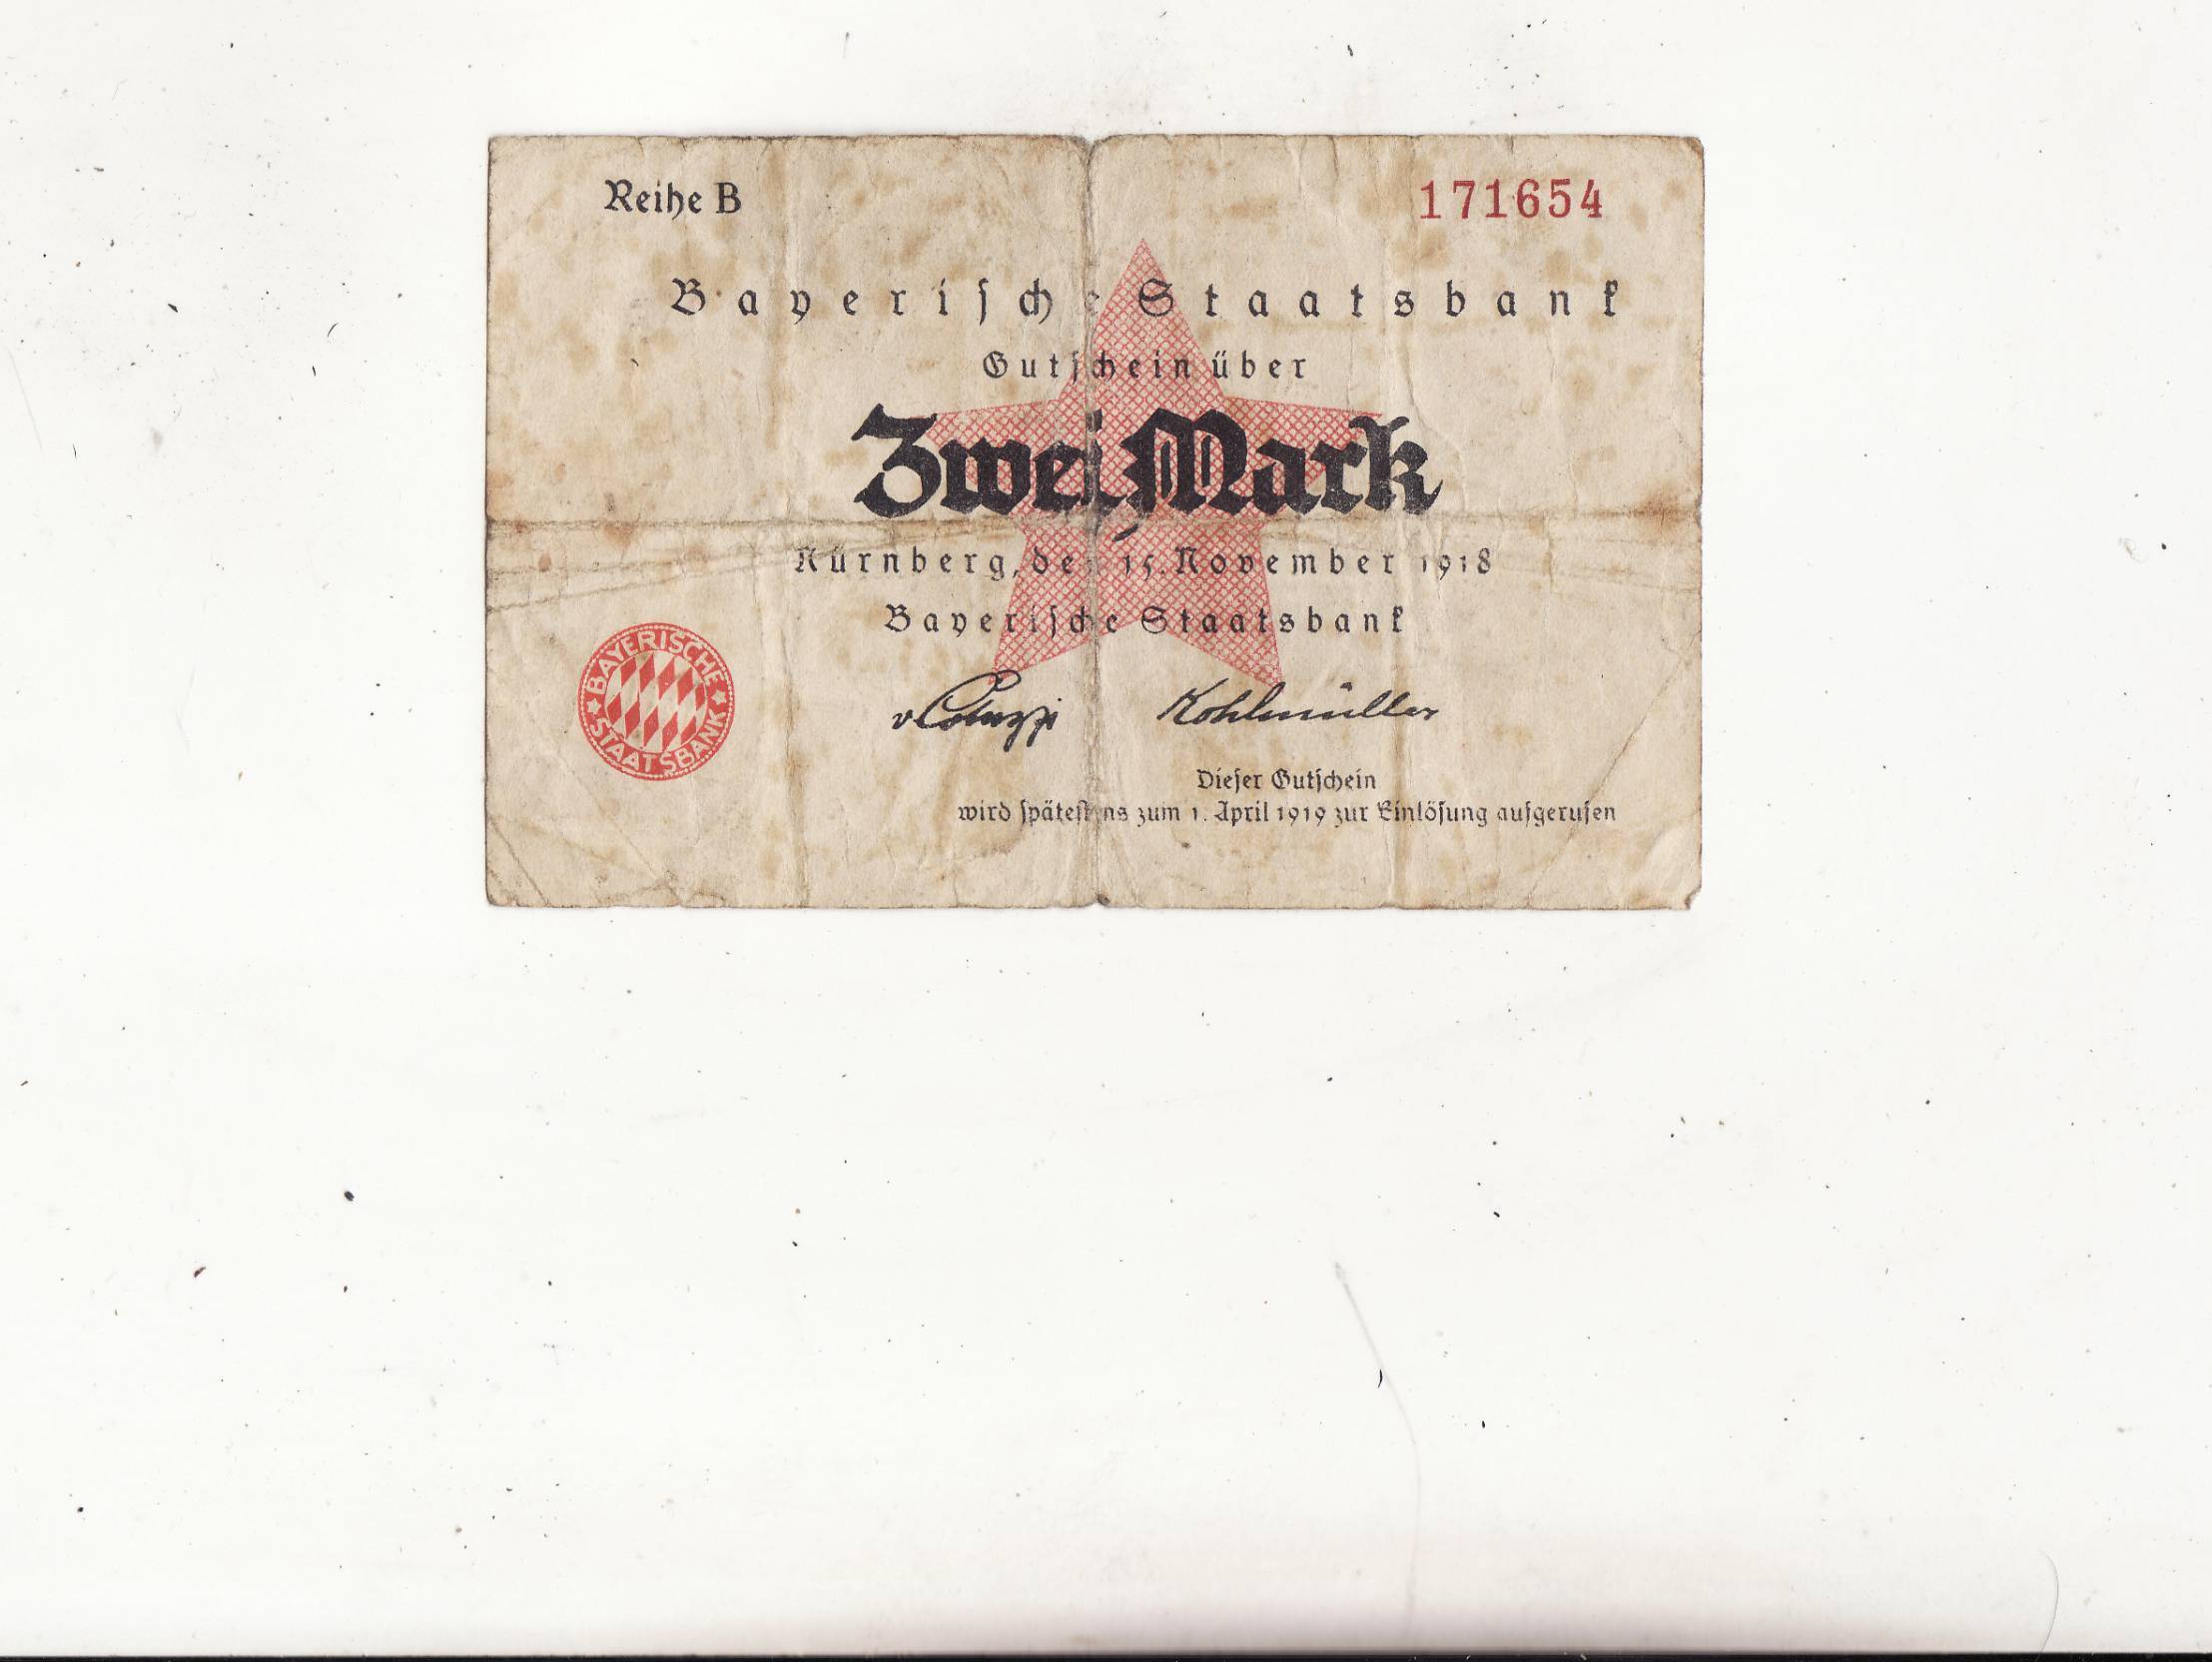 Reihe B 171654
Bayerische Staatsbank
Gutschein über
Zwei Mark
Nürnberg, den 15. November 1918
Bayerische Staatsbank
Kohlmüller
BAYERISCHE STAATSBANK
Dieser Gutschein
wird spätestens zum 1. April 1919 zur Einlösung aufgerufen